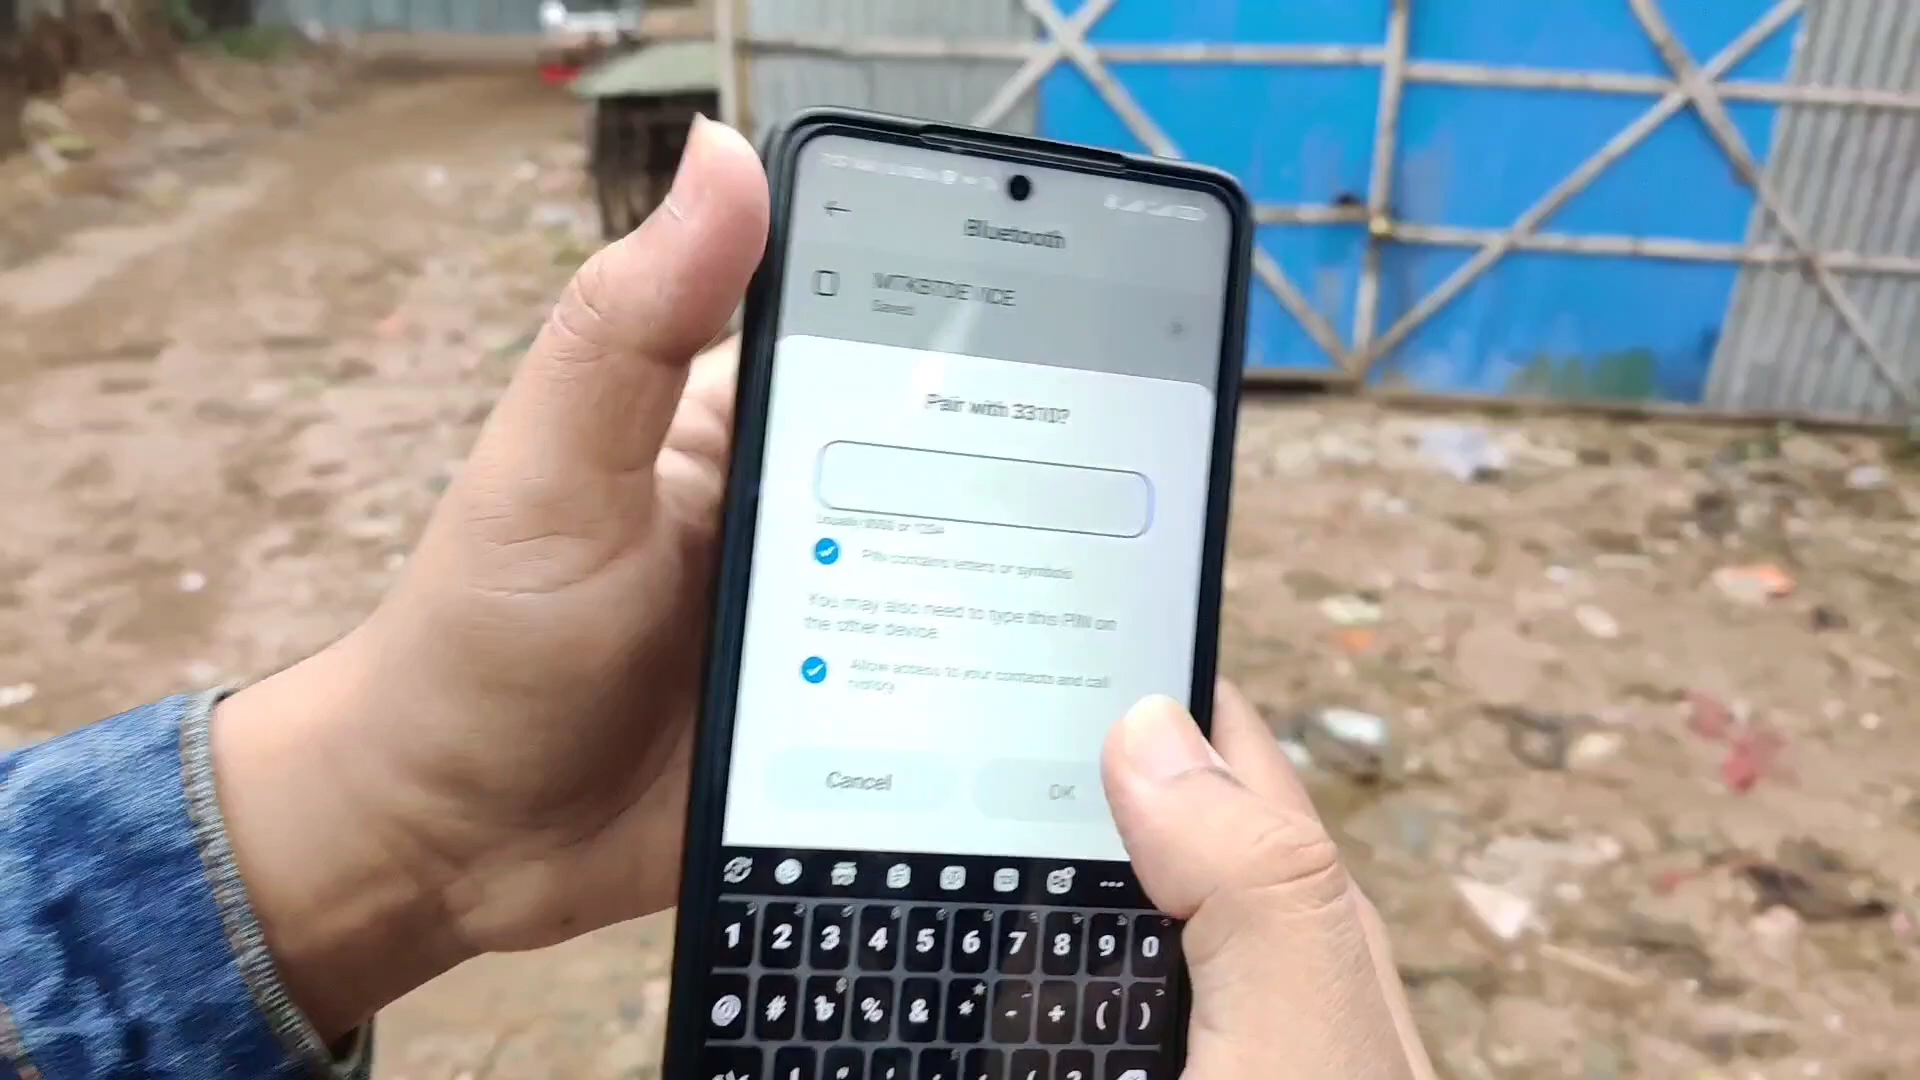 Bluetooth
Saved
Pair with 3310?
Usually 0000 or 1234
PIN contains letters or symbols
You may also need to type this PIN on
the other device.
Allow access to your contacts and call
history
Cancel
OK
1 2 3 4 5 6 7 8 9 0
@ # ৳ % & * - + ( )